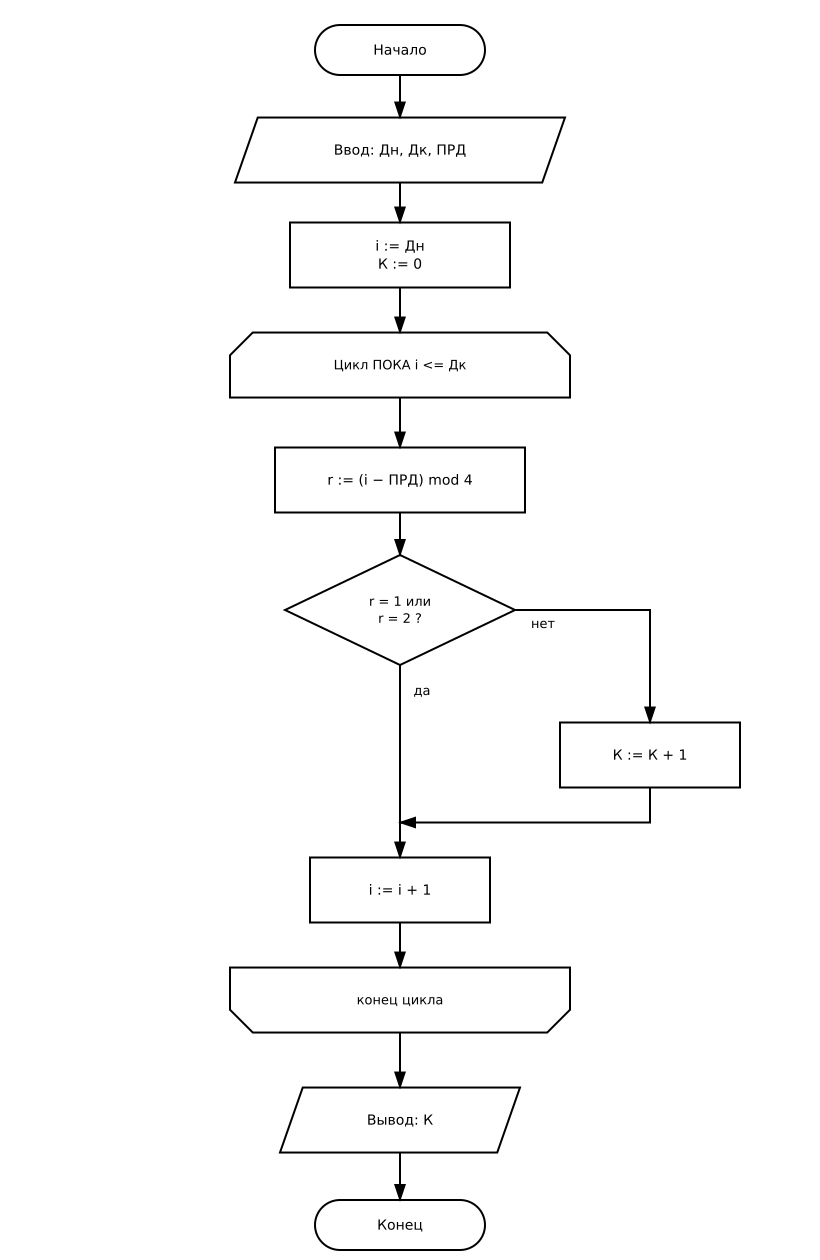 Начало
Ввод: Дн, Дк, ПРД
i := Дн
К := 0
Цикл ПОКА i <= Дк
r := (i − ПРД) mod 4
r = 1 или
r = 2 ?
нет
да
К := К + 1
i := i + 1
конец цикла
Вывод: К
Конец